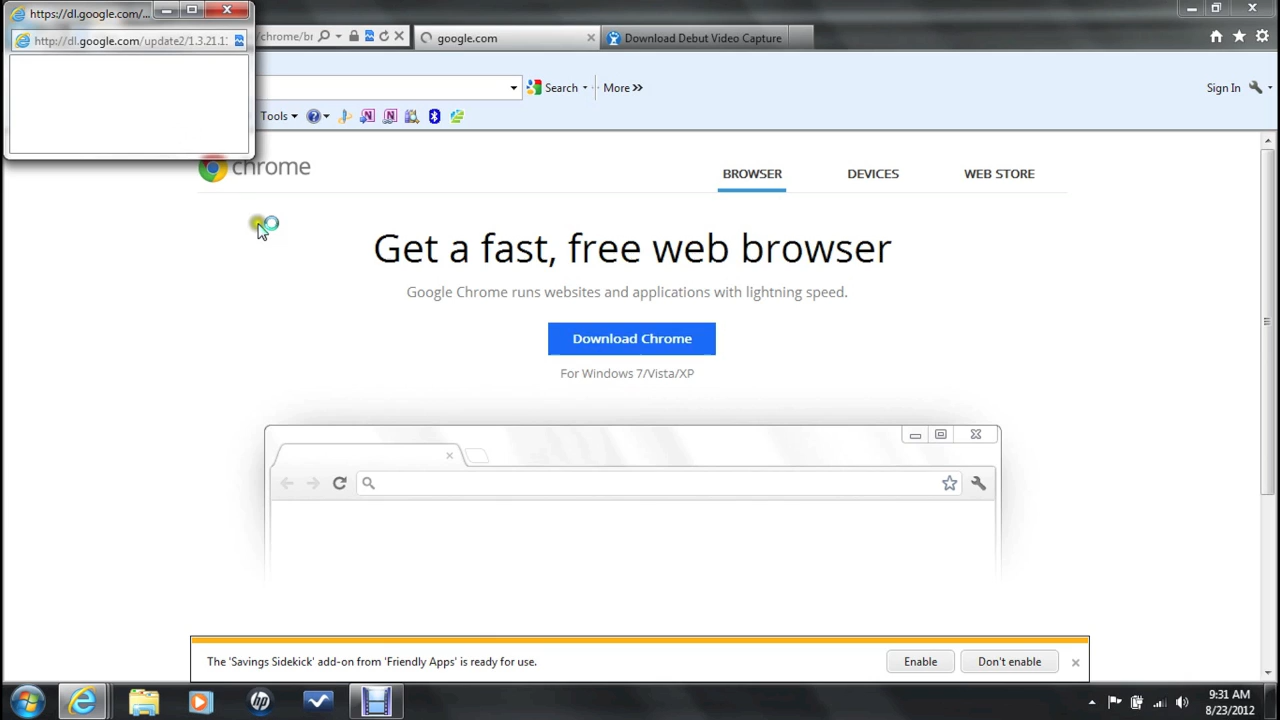 https://dl.google.com/...
http://dl.google.com/update2/1.3.21.1
/chrome/br
google.com
Download Debut Video Capture
Search
More »
Sign In
Tools
chrome
BROWSER
DEVICES
WEB STORE
Get a fast, free web browser
Google Chrome runs websites and applications with lightning speed.
Download Chrome
For Windows 7/Vista/XP
The 'Savings Sidekick' add-on from 'Friendly Apps' is ready for use.
Enable
Don't enable
hp
9:31 AM
8/23/2012